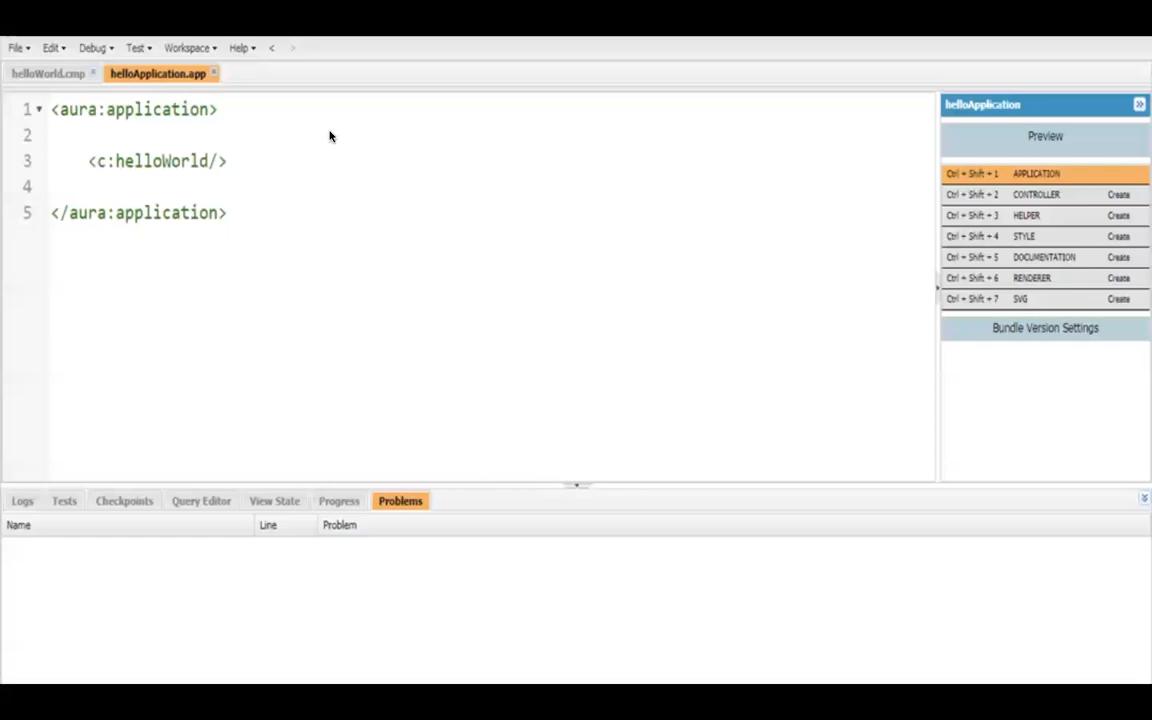 File Edit Debug Test Workspace Help < >
helloWorld.cmp helloApplication.app
1 <aura:application>
2
3 <c:helloWorld/>
4
5 </aura:application>
helloApplication
Preview
Ctrl + Shift + 1 APPLICATION
Ctrl + Shift + 2 CONTROLLER Create
Ctrl + Shift + 3 HELPER Create
Ctrl + Shift + 4 STYLE Create
Ctrl + Shift + 5 DOCUMENTATION Create
Ctrl + Shift + 6 RENDERER Create
Ctrl + Shift + 7 SVG Create
Bundle Version Settings
Logs Tests Checkpoints Query Editor View State Progress Problems
Name Line Problem